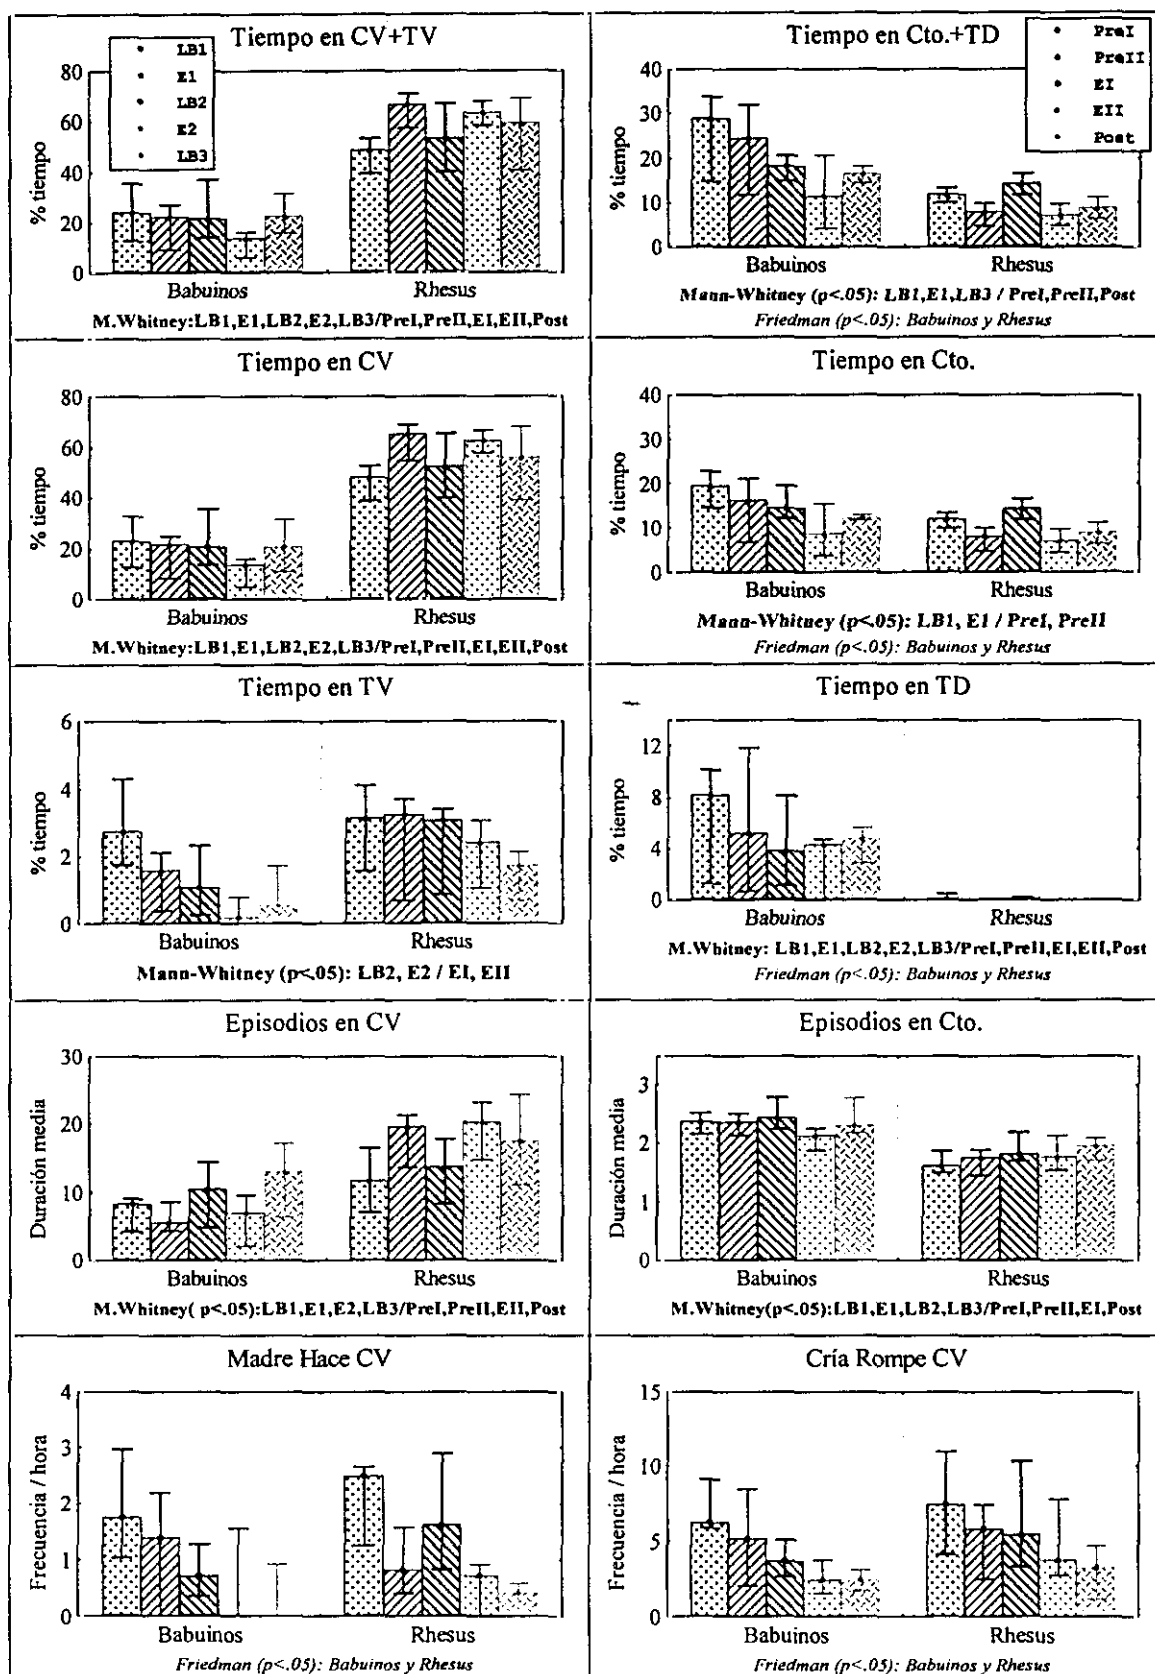 Tiempo en CV+TV
LB1
E1
LB2
E2
LB3
80
60
40
20
0
% tiempo
Babuinos
Rhesus
M.Whitney:LB1,E1,LB2,E2,LB3/PreI,PreII,EI,EII,Post
Tiempo en Cto.+TD
PreI
PreII
EI
EII
Post
40
30
20
10
0
% tiempo
Babuinos
Rhesus
Mann-Whitney (p<.05): LB1,E1,LB3 / PreI,PreII,Post
Friedman (p<.05): Babuinos y Rhesus
Tiempo en CV
80
60
40
20
0
% tiempo
Babuinos
Rhesus
M.Whitney:LB1,E1,LB2,E2,LB3/PreI,PreII,EI,EII,Post
Tiempo en Cto.
40
30
20
10
0
% tiempo
Babuinos
Rhesus
Mann-Whitney (p<.05): LB1, E1 / PreI, PreII
Friedman (p<.05): Babuinos y Rhesus
Tiempo en TV
6
4
2
0
% tiempo
Babuinos
Rhesus
Mann-Whitney (p<.05): LB2, E2 / EI, EII
Tiempo en TD
12
8
4
0
% tiempo
Babuinos
Rhesus
M.Whitney: LB1,E1,LB2,E2,LB3/PreI,PreII,EI,EII,Post
Friedman (p<.05): Babuinos y Rhesus
Episodios en CV
30
20
10
0
Duración media
Babuinos
Rhesus
M.Whitney( p<.05):LB1,E1,E2,LB3/PreI,PreII,EII,Post
Episodios en Cto.
3
2
1
0
Duración media
Babuinos
Rhesus
M.Whitney(p<.05):LB1,E1,LB2,LB3/PreI,PreII,EI,Post
Madre Hace CV
4
3
2
1
0
Frecuencia / hora
Babuinos
Rhesus
Friedman (p<.05): Babuinos y Rhesus
Cría Rompe CV
15
10
5
0
Frecuencia / hora
Babuinos
Rhesus
Friedman (p<.05): Babuinos y Rhesus